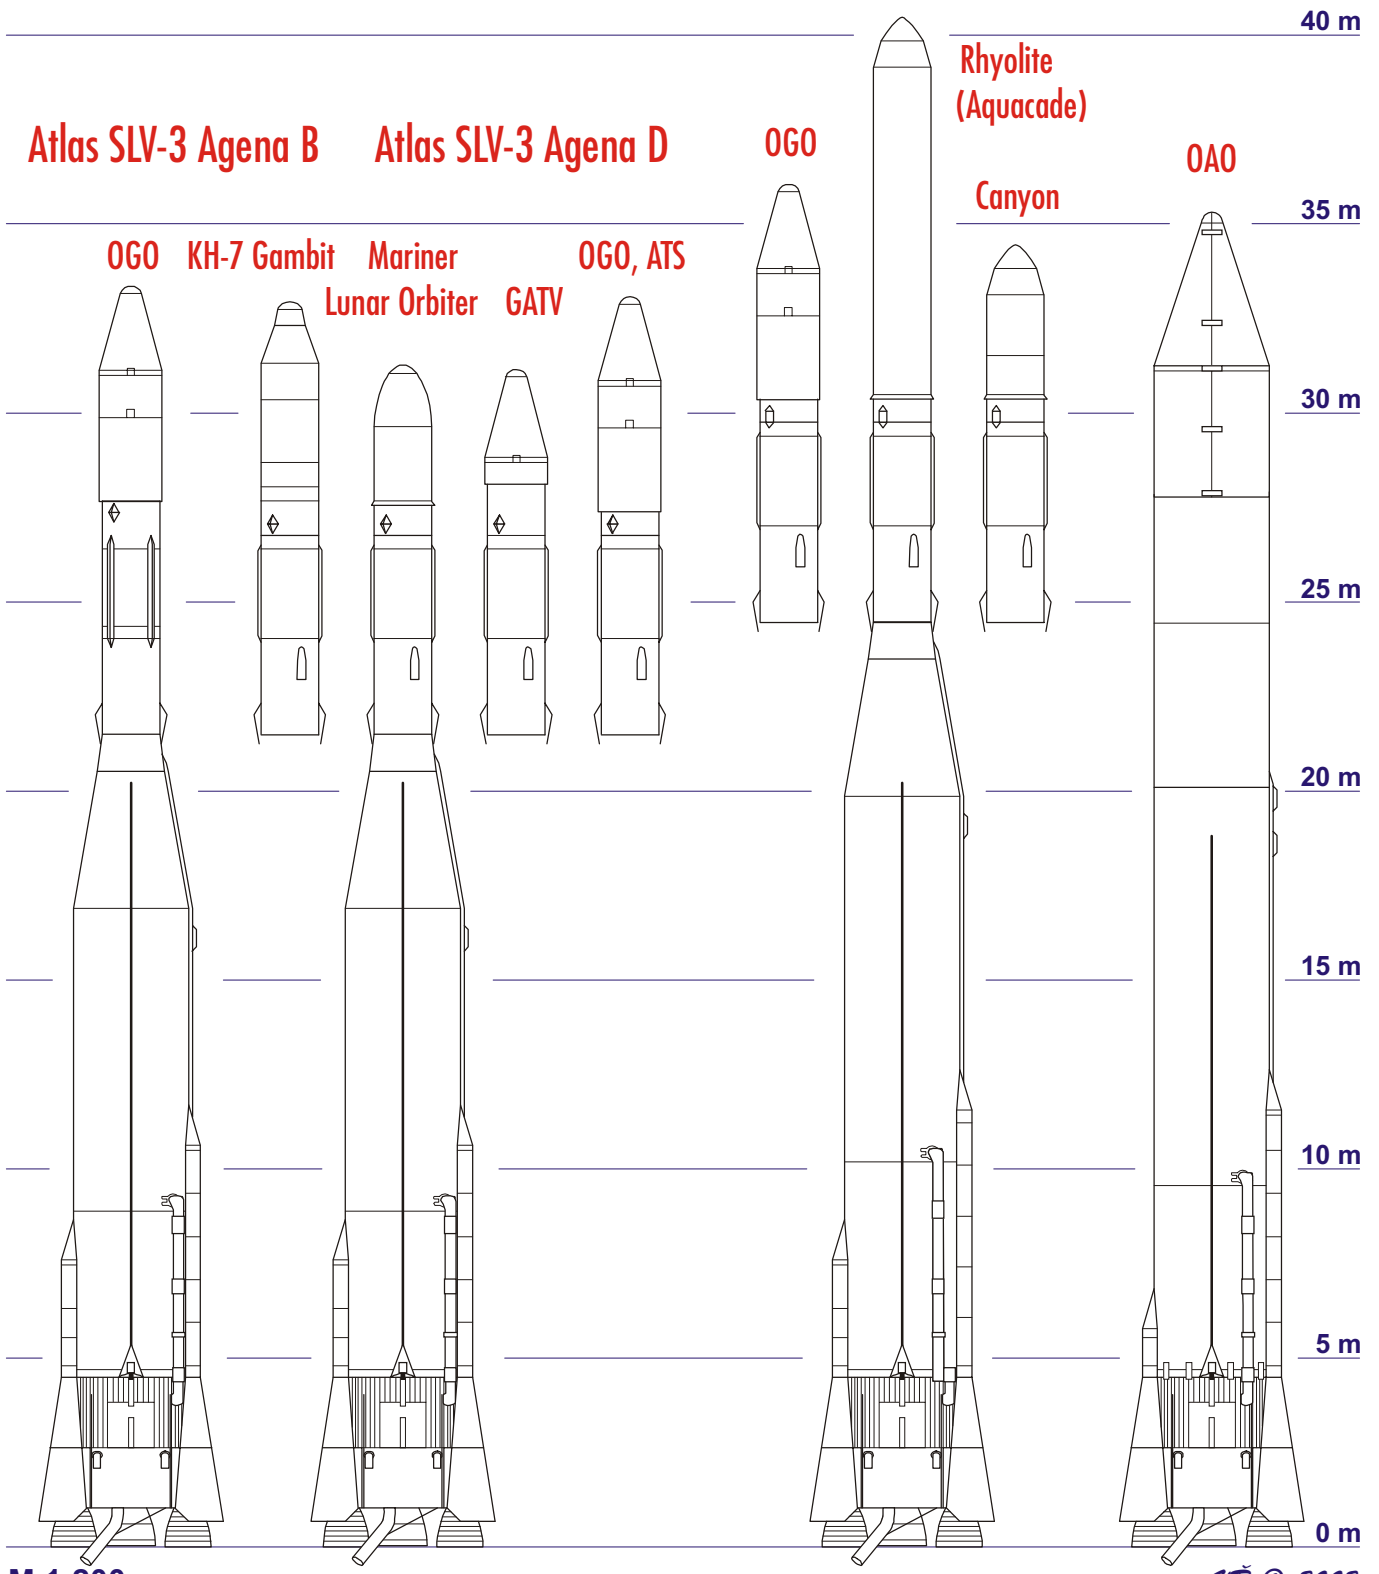 40 m
Rhyolite
(Aquacade)
Atlas SLV-3 Agena B
Atlas SLV-3 Agena D
OGO
OAO
Canyon
35 m
OGO
KH-7 Gambit
Mariner
Lunar Orbiter
GATV
OGO, ATS
30 m
25 m
20 m
15 m
10 m
5 m
0 m